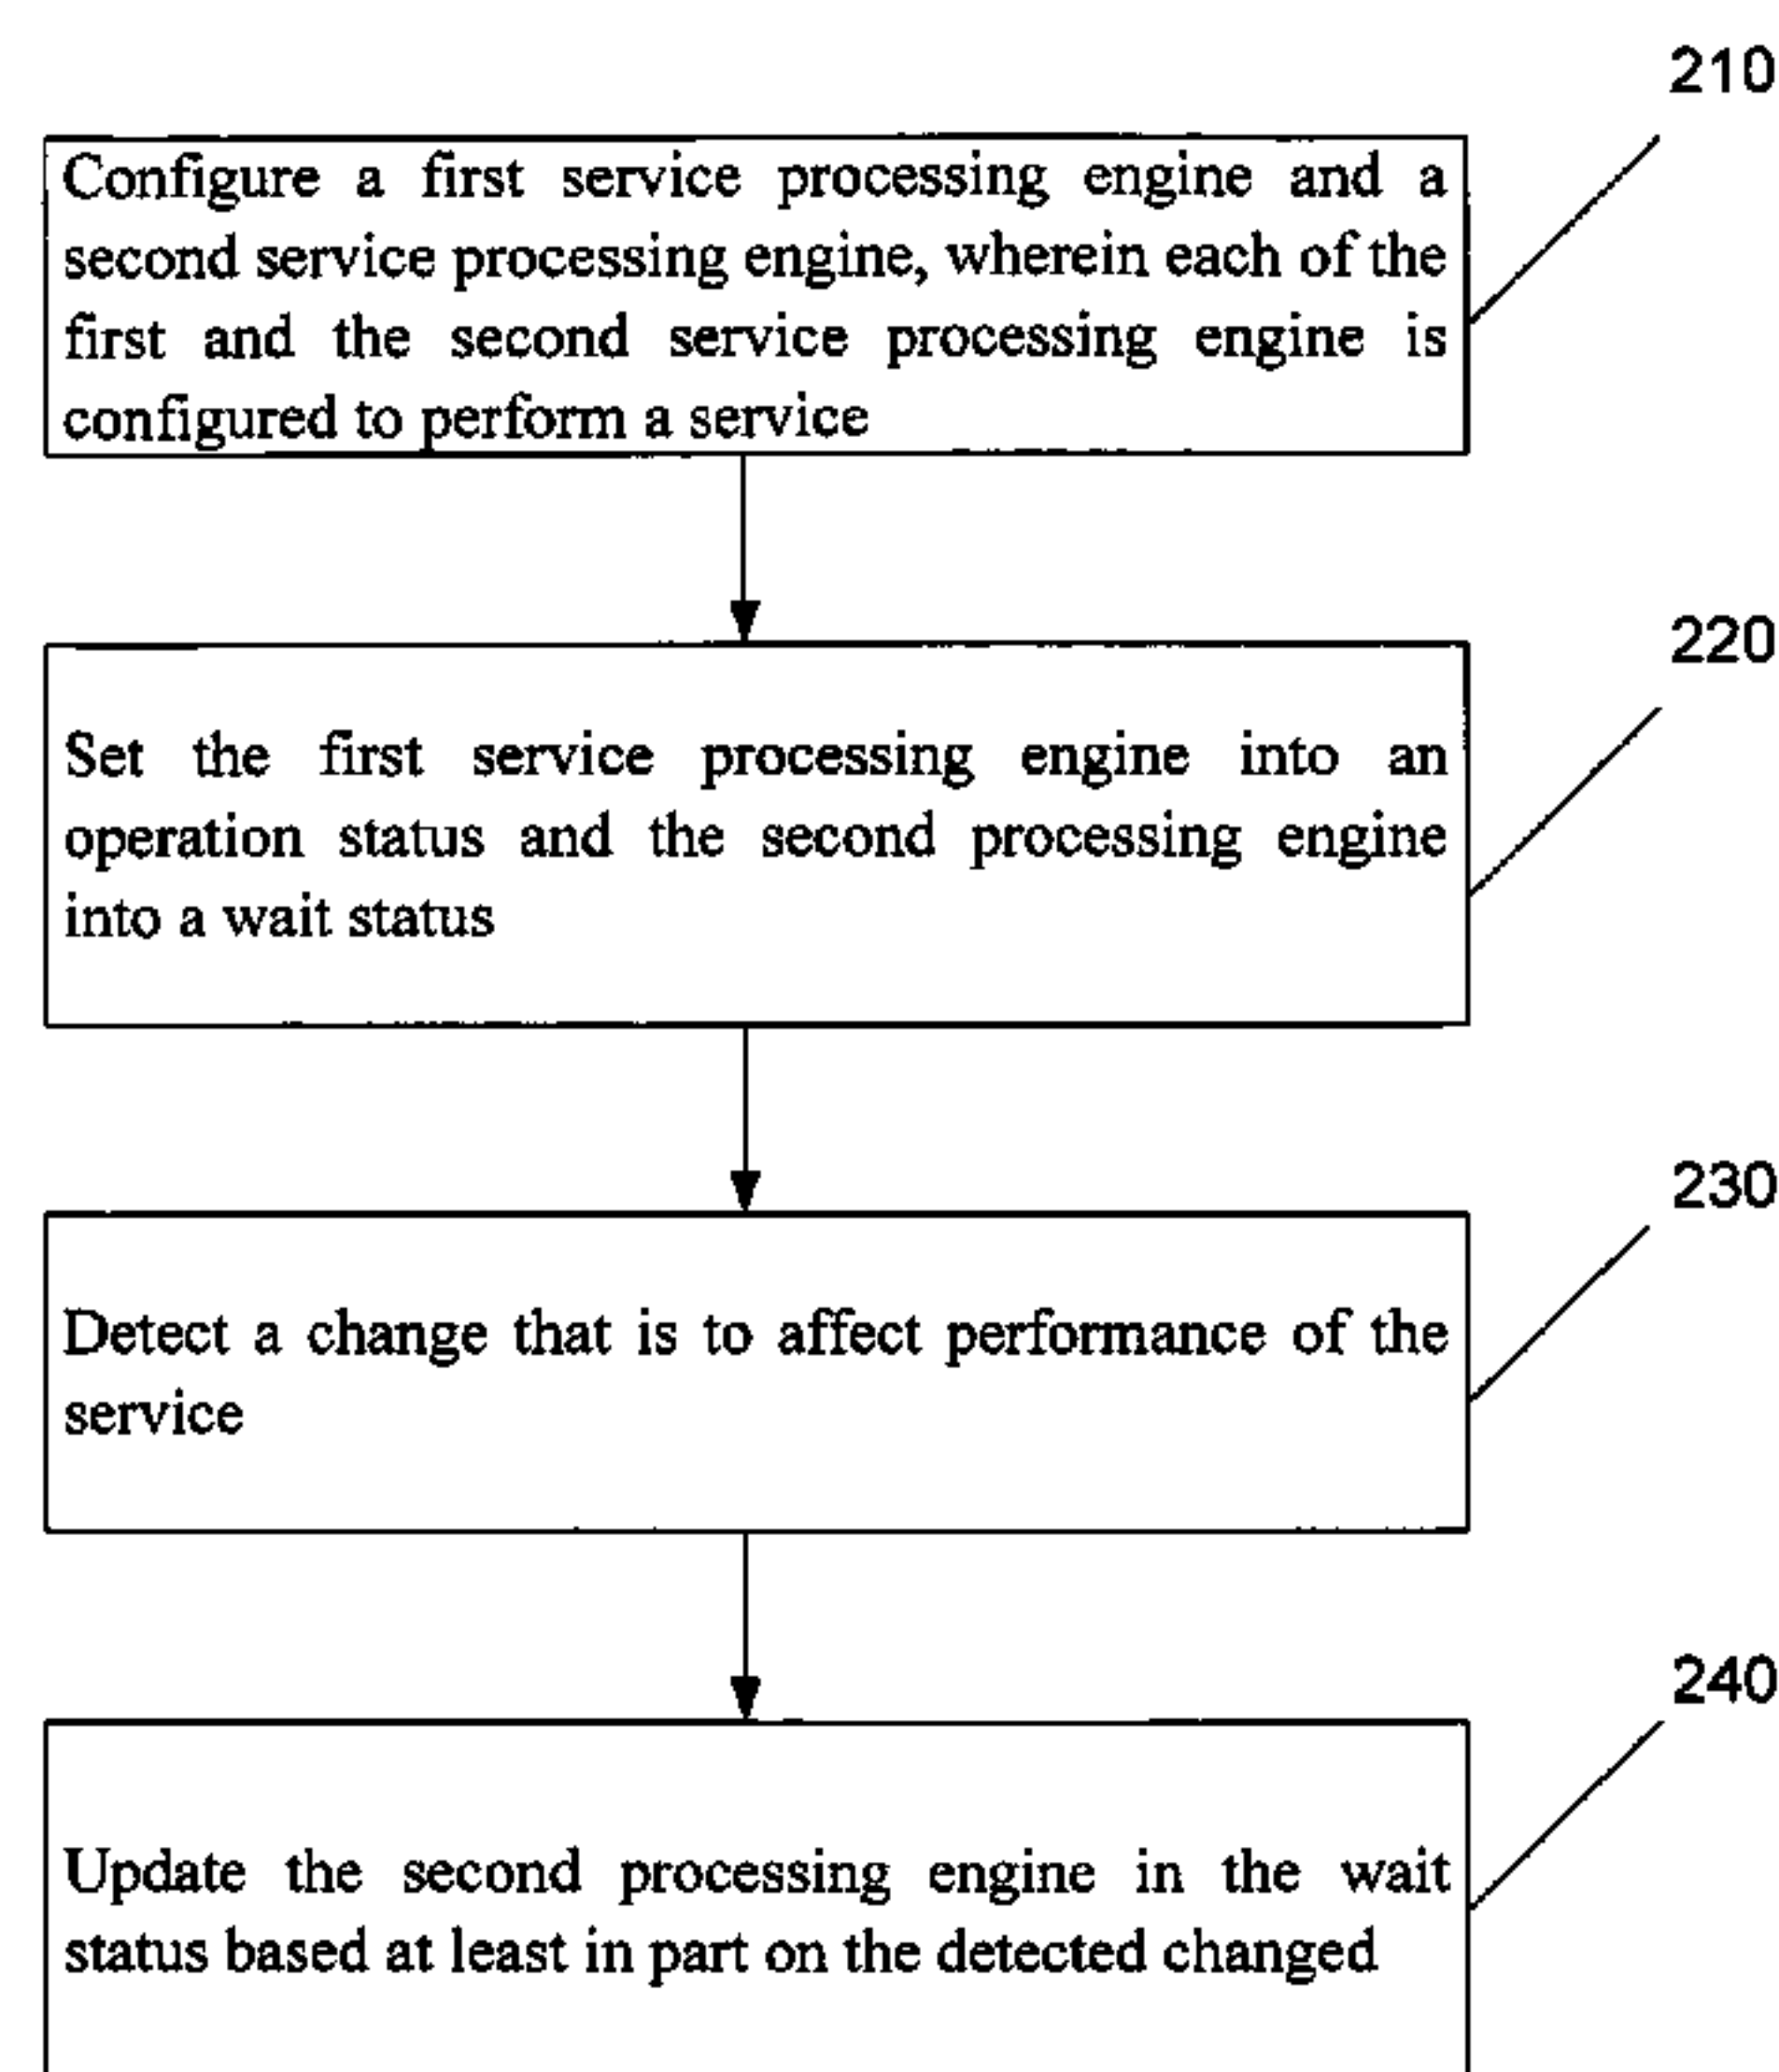 210
Configure a first service processing engine and a
second service processing engine, wherein each of the
first and the second service processing engine is
configured to perform a service
220
Set the first service processing engine into an
operation status and the second processing engine
into a wait status
230
Detect a change that is to affect performance of the
service
240
Update the second processing engine in the wait
status based at least in part on the detected changed